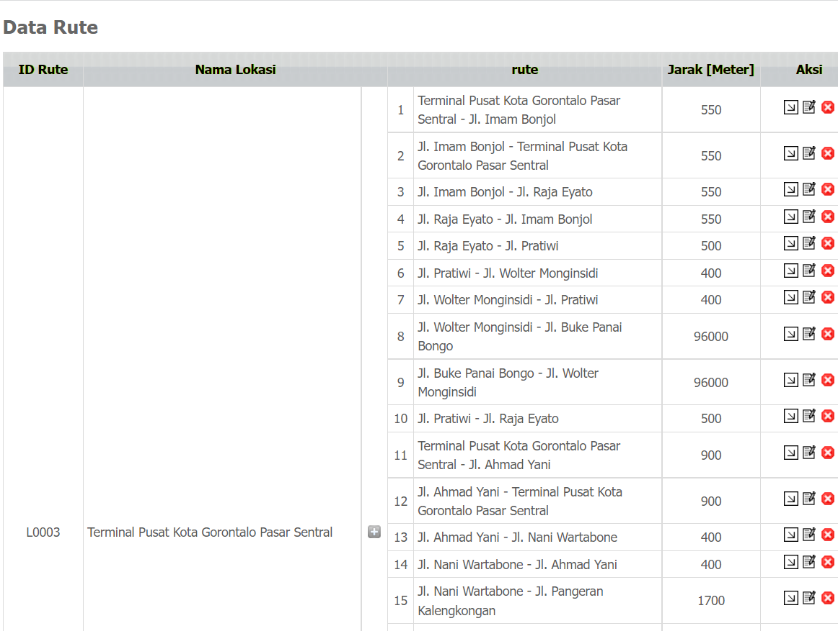 Data Rute
ID Rute Nama Lokasi rute Jarak [Meter] Aksi
1 Terminal Pusat Kota Gorontalo Pasar
Sentral - Jl. Imam Bonjol 550
2 Jl. Imam Bonjol - Terminal Pusat Kota
Gorontalo Pasar Sentral 550
3 Jl. Imam Bonjol - Jl. Raja Eyato 550
4 Jl. Raja Eyato - Jl. Imam Bonjol 550
5 Jl. Raja Eyato - Jl. Pratiwi 500
6 Jl. Pratiwi - Jl. Wolter Monginsidi 400
7 Jl. Wolter Monginsidi - Jl. Pratiwi 400
8 Jl. Wolter Monginsidi - Jl. Buke Panai
Bongo 96000
9 Jl. Buke Panai Bongo - Jl. Wolter
Monginsidi 96000
10 Jl. Pratiwi - Jl. Raja Eyato 500
11 Terminal Pusat Kota Gorontalo Pasar
Sentral - Jl. Ahmad Yani 900
12 Jl. Ahmad Yani - Terminal Pusat Kota
Gorontalo Pasar Sentral 900
L0003 Terminal Pusat Kota Gorontalo Pasar Sentral
13 Jl. Ahmad Yani - Jl. Nani Wartabone 400
14 Jl. Nani Wartabone - Jl. Ahmad Yani 400
15 Jl. Nani Wartabone - Jl. Pangeran
Kalengkongan 1700